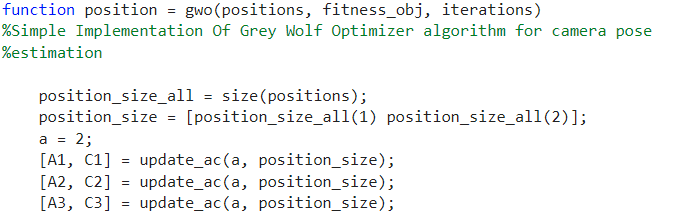 function position = gwo(positions, fitness_obj, iterations)
%Simple Implementation Of Grey Wolf Optimizer algorithm for camera pose
%estimation
position_size_all = size(positions);
position_size = [position_size_all(1) position_size_all(2)];
a = 2;
[A1, C1] = update_ac(a, position_size);
[A2, C2] = update_ac(a, position_size);
[A3, C3] = update_ac(a, position_size);